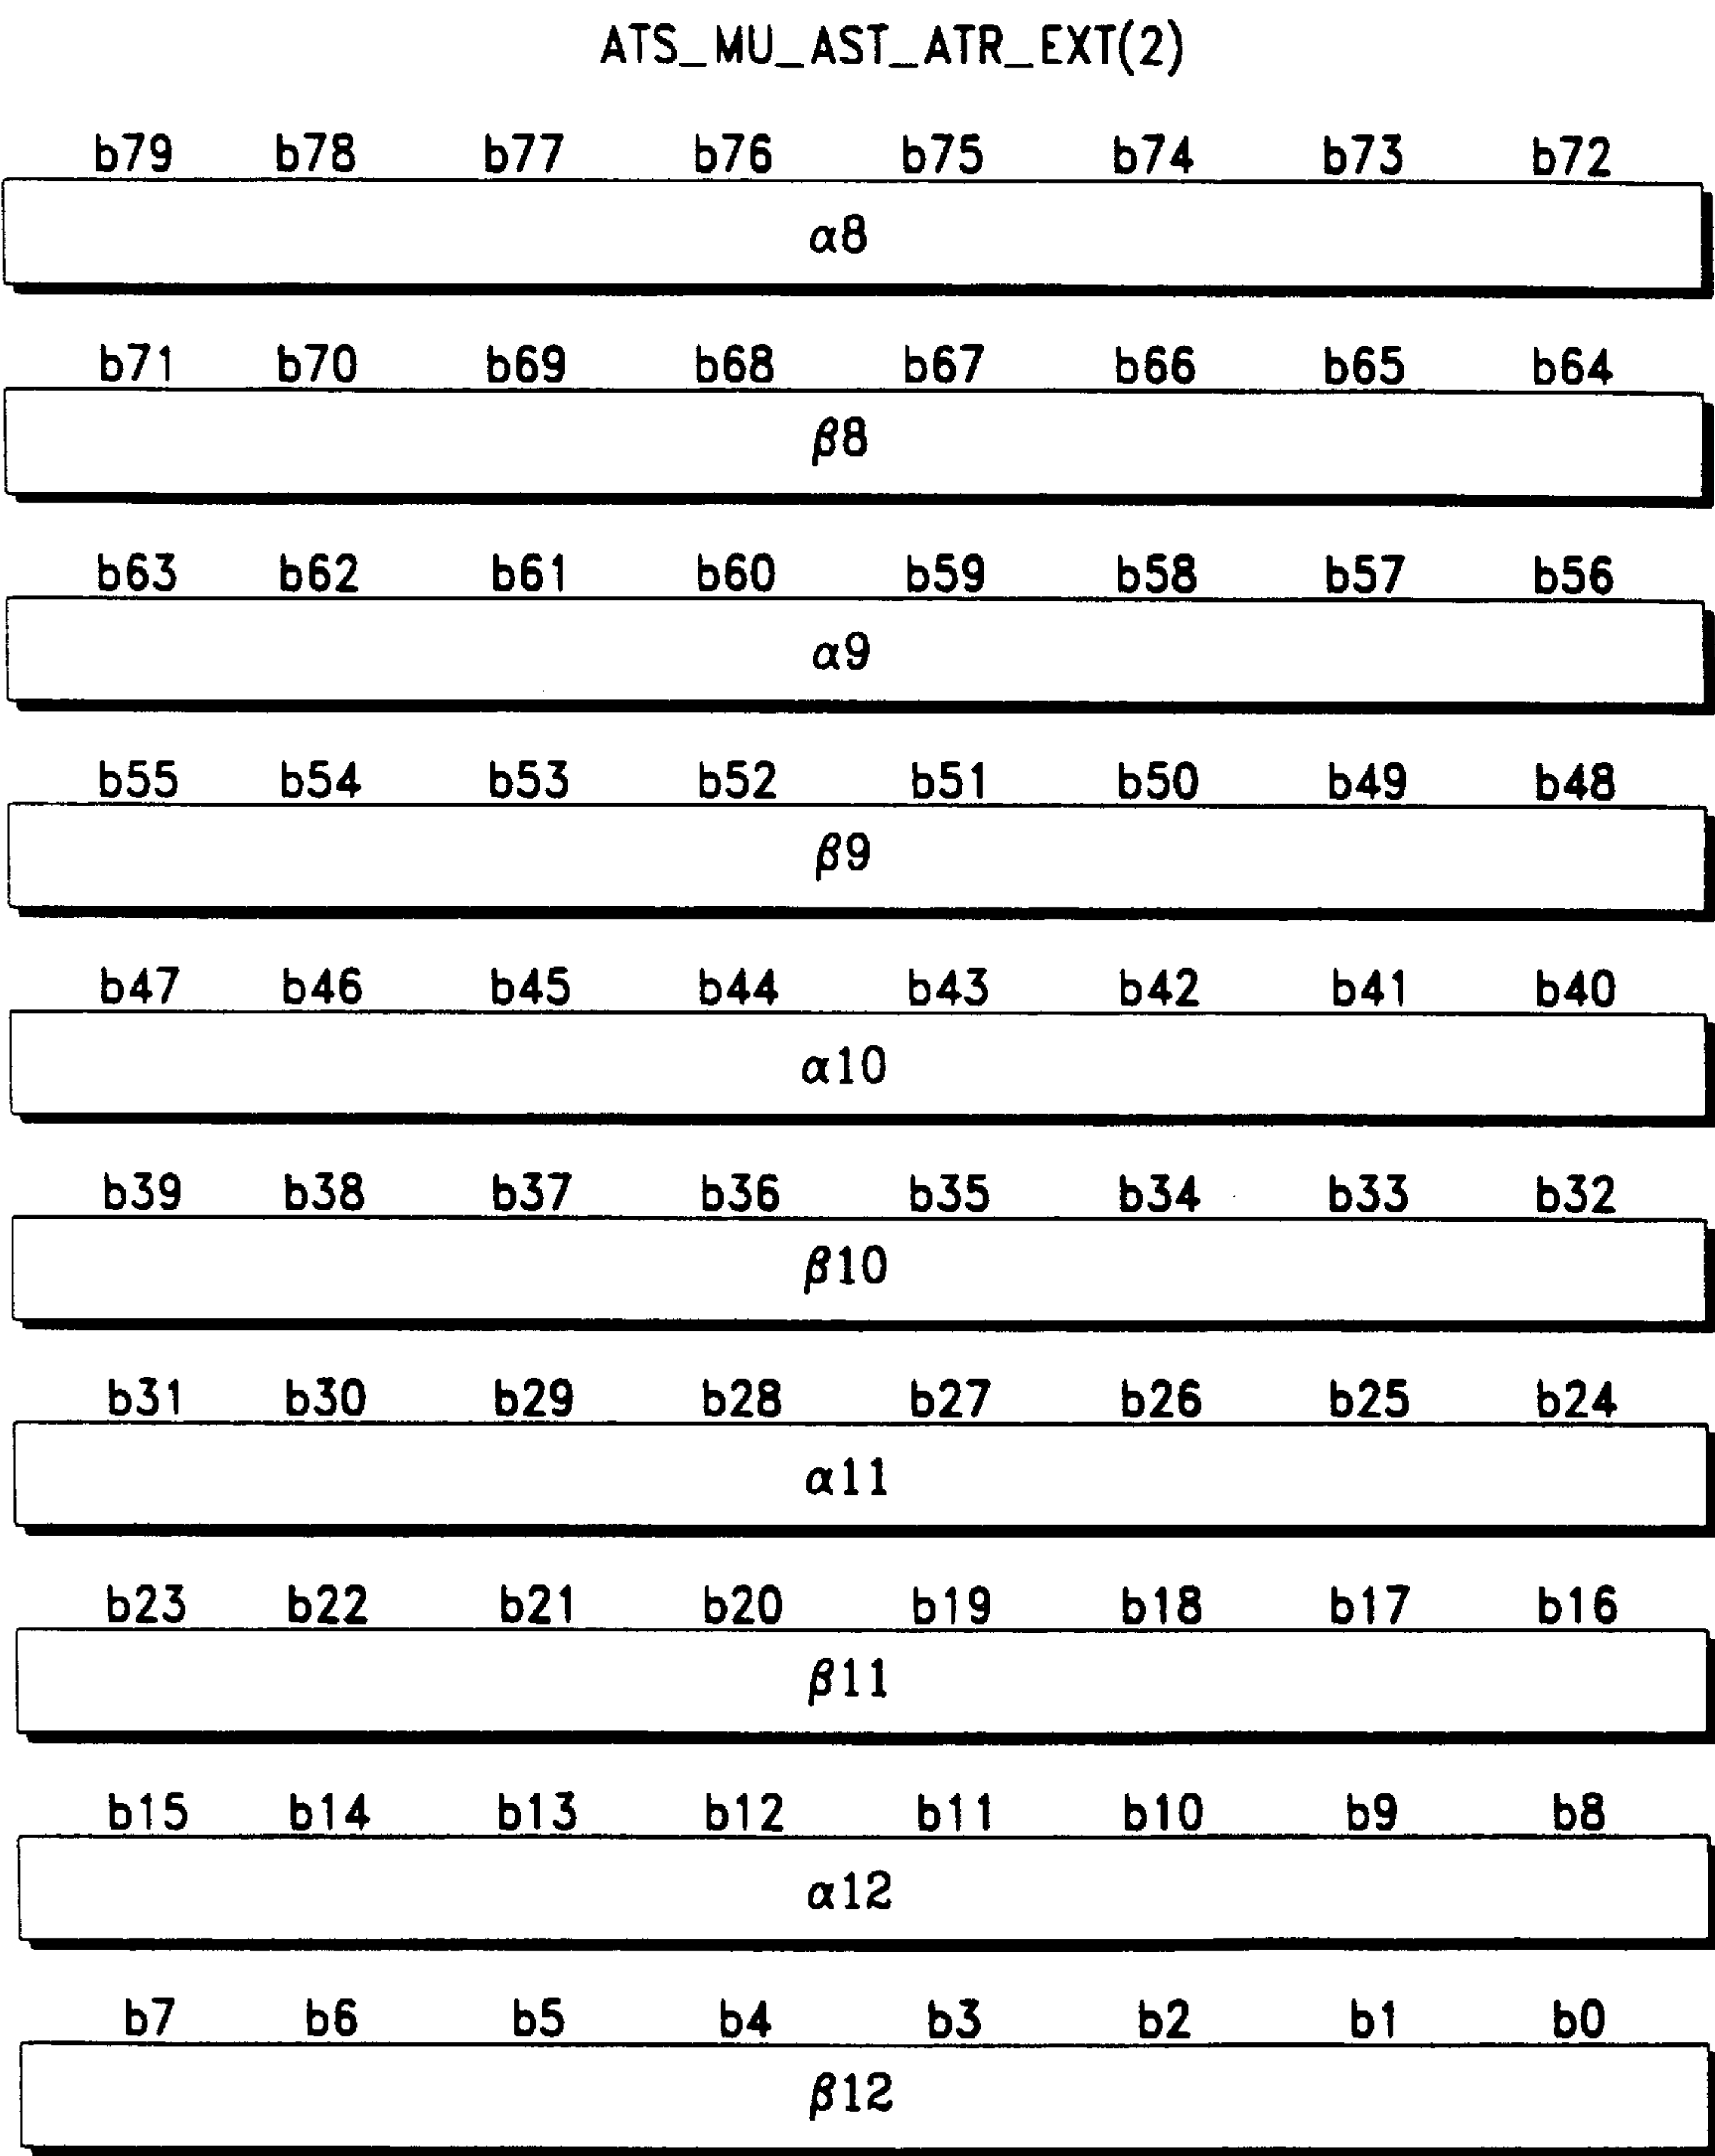 ATS_MU_AST_ATR_EXT(2)
b79 b78 b77 b76 b75 b74 b73 b72
α8
b71 b70 b69 b68 b67 b66 b65 b64
β8
b63 b62 b61 b60 b59 b58 b57 b56
α9
b55 b54 b53 b52 b51 b50 b49 b48
β9
b47 b46 b45 b44 b43 b42 b41 b40
α10
b39 b38 b37 b36 b35 b34 b33 b32
β10
b31 b30 b29 b28 b27 b26 b25 b24
α11
b23 b22 b21 b20 b19 b18 b17 b16
β11
b15 b14 b13 b12 b11 b10 b9 b8
α12
b7 b6 b5 b4 b3 b2 b1 b0
β12